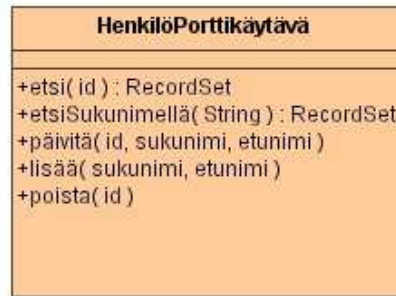 HenkilöPorttikäytävä
+etsi( id ) : RecordSet
+etsiSukunimellä( String ) : RecordSet
+päivitä( id, sukunimi, etunimi )
+lisää( sukunimi, etunimi )
+poista( id )